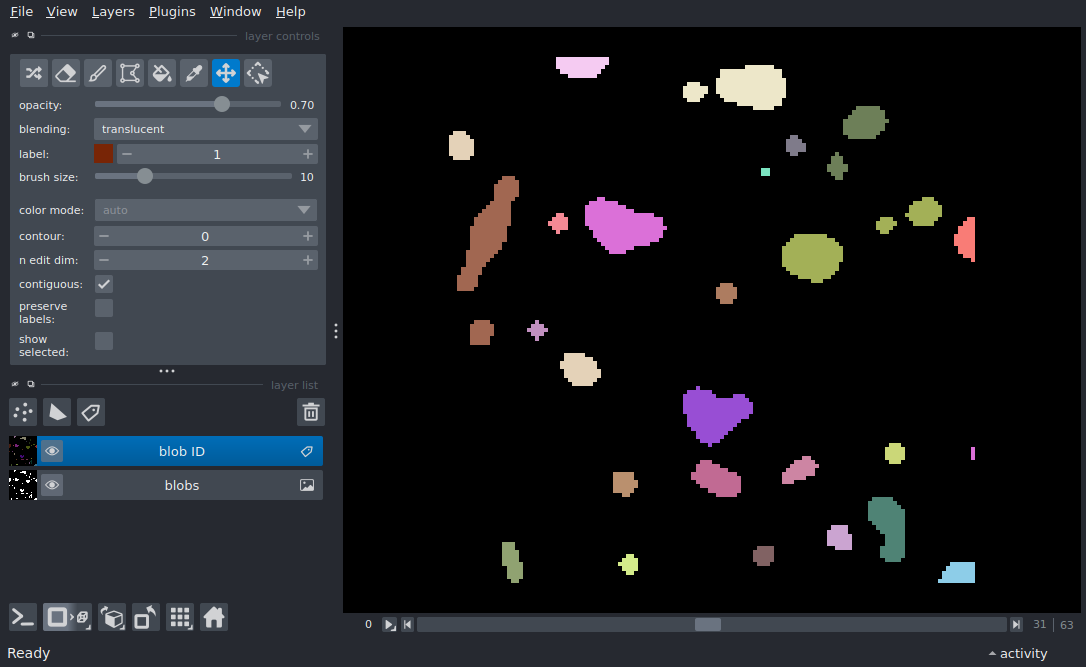 File View Layers Plugins Window Help
layer controls
opacity: 0.70
blending: translucent
label: 1
brush size: 10
color mode: auto
contour: 0
n edit dim: 2
contiguous:
preserve
labels:
show
selected:
layer list
blob ID
blobs
0 31 63
Ready activity